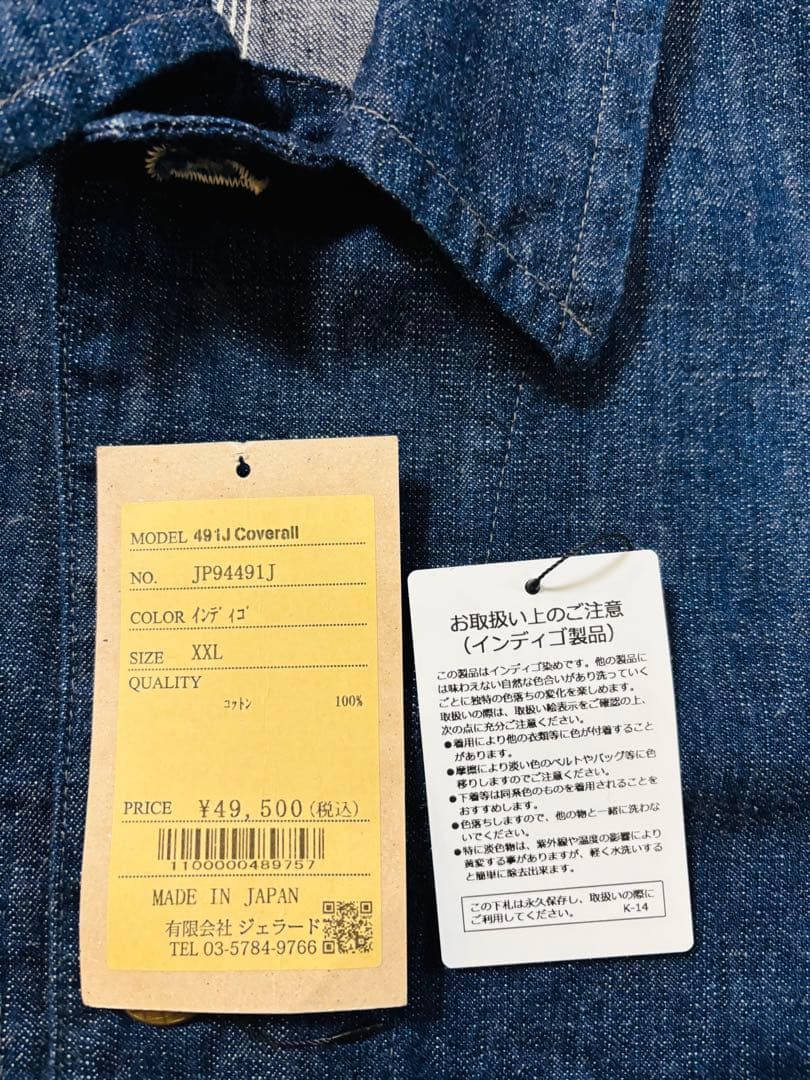 MODEL 491J Coverall
NO. JP94491J
COLOR ｲﾝﾃﾞｨｺﾞ
SIZE XXL
QUALITY
ｺｯﾄﾝ 100%
PRICE ¥49,500(税込)
1100000489757
MADE IN JAPAN
有限会社 ジェラード
TEL 03-5784-9766
お取扱い上のご注意
(インディゴ製品)
この製品はインディゴ染めです。他の製品に
は味わえない自然な色合いがあり洗っていく
ごとに独特の色落ちの変化を楽しめます。
取扱いの際は、取扱い絵表示をご確認の上、
次の点に充分ご注意ください。
●着用により他の衣類等に色が付着すること
があります。
●摩擦により淡い色のベルトやバッグ等に色
移りしますのでご注意ください。
●下着等は同系色のものを着用されることを
おすすめします。
●色落ちしますので、他の物と一緒に洗わな
いでください。
●特に淡色物は、紫外線や温度の影響により
黄変する事がありますが、軽く水洗いする
と簡単に除去出来ます。
この下札は永久保存し、取扱いの際に
ご利用してください。 K-14